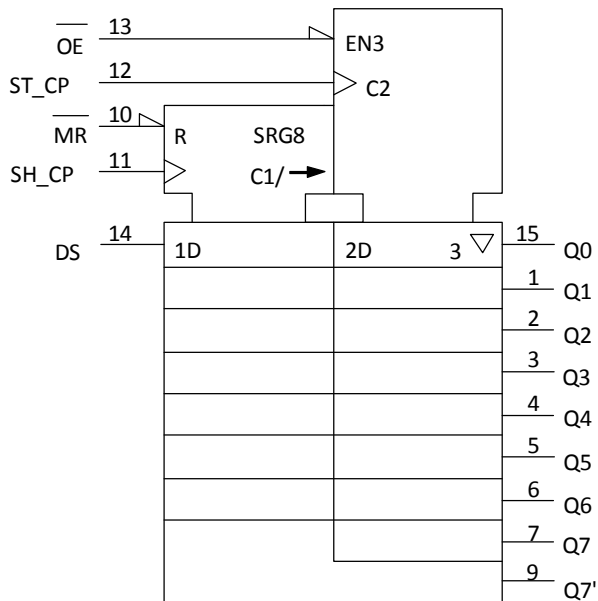 OE 13 EN3
ST_CP 12 C2
MR 10 R SRG8
SH_CP 11 C1/
DS 14 1D 2D 3 15 Q0
1 Q1
2 Q2
3 Q3
4 Q4
5 Q5
6 Q6
7 Q7
9 Q7'